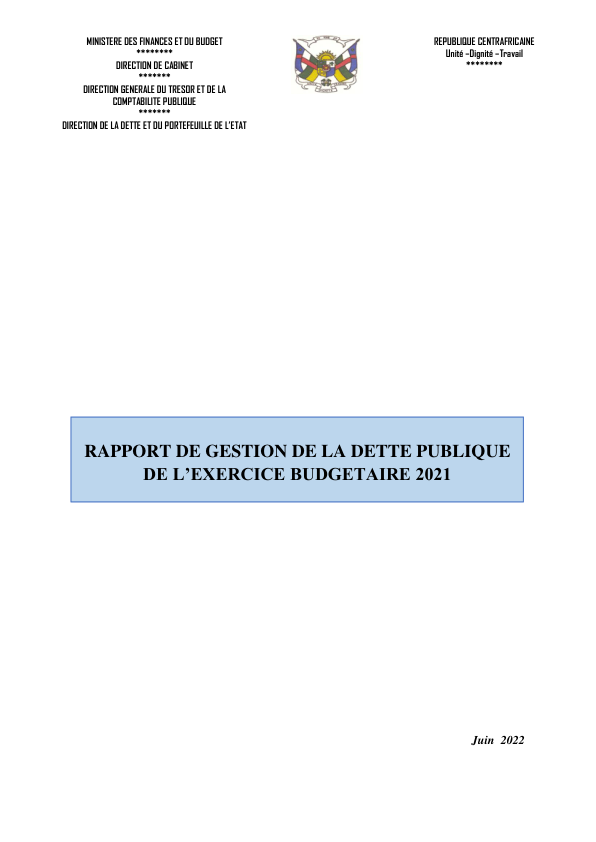 MINISTERE DES FINANCES ET DU BUDGET
********
DIRECTION DE CABINET
*******
DIRECTION GENERALE DU TRESOR ET DE LA
COMPTABILITE PUBLIQUE
*******
DIRECTION DE LA DETTE ET DU PORTEFEUILLE DE L'ETAT
REPUBLIQUE CENTRAFRICAINE
Unité –Dignité –Travail
********
RAPPORT DE GESTION DE LA DETTE PUBLIQUE
DE L'EXERCICE BUDGETAIRE 2021
Juin 2022